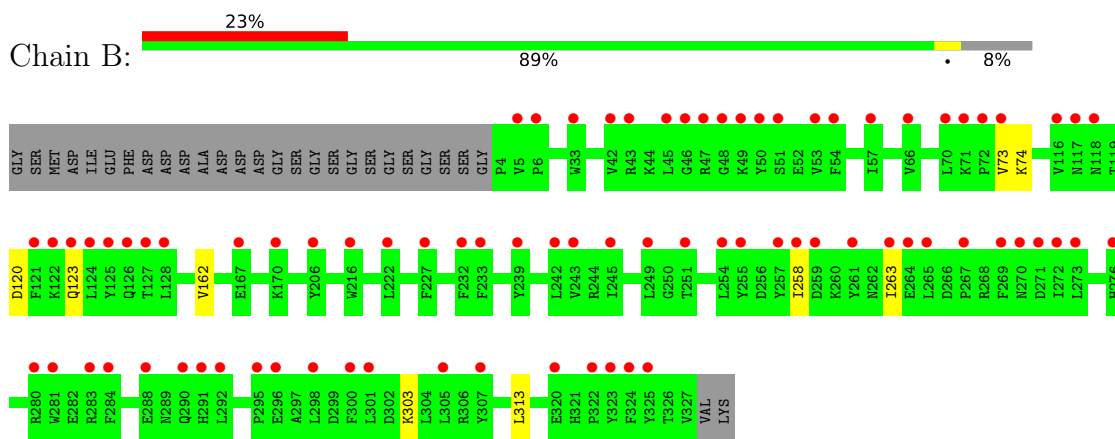 23%
Chain B:
89% • 8%
GLY SER MET ASP ILE GLU PHE ASP ASP ASP ALA ASP ASP ASP GLY SER GLY SER GLY SER GLY SER GLY SER SER GLY P4 V5 P6 W33 V42 R43 K44 L45 G46 R47 G48 K49 Y50 S51 E52 V53 F54 I57 V66 L70 K71 P72 V73 K74 V116 N117 N118 T119
D120 F121 K122 Q123 L124 Y125 Q126 T127 L128 V162 E167 K170 Y206 W216 L222 F227 F232 F233 Y239 L242 V243 R244 I245 L249 G250 T251 L254 Y255 D256 Y257 I258 D259 K260 Y261 N262 I263 E264 L265 D266 P267 R268 F269 N270 D271 I272 L273 H276
R280 W281 E282 R283 F284 E288 N289 Q290 H291 L292 P295 E296 A297 L298 D299 F300 L301 D302 K303 L304 L305 R306 Y307 L313 E320 H321 P322 Y323 F324 Y325 T326 V327 VAL LYS